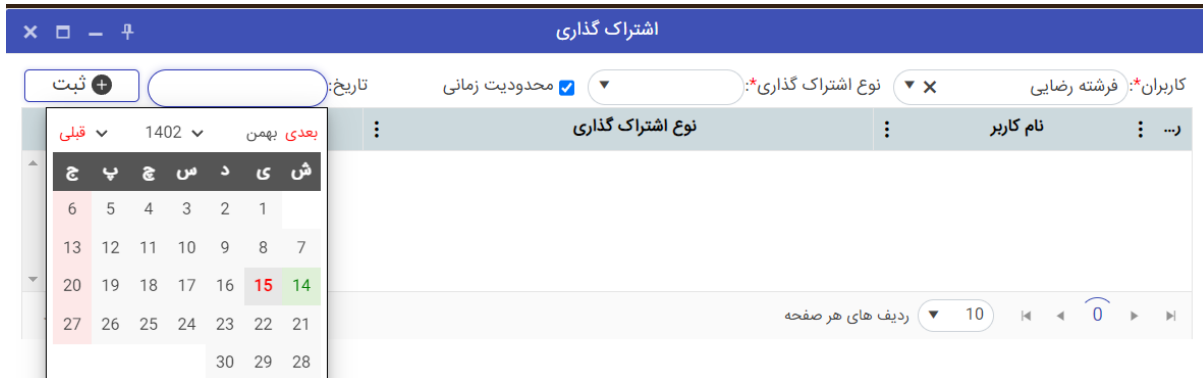 اشتراک گذاری
کاربران*: فرشته رضایی نوع اشتراک گذاری*: محدودیت زمانی تاریخ: ثبت
ر... نام کاربر نوع اشتراک گذاری
بعدی بهمن 1402 قبلی
ش ی د س چ پ ج
1 2 3 4 5 6
7 8 9 10 11 12 13
14 15 16 17 18 19 20
21 22 23 24 25 26 27
28 29 30
0 10 ردیف های هر صفحه